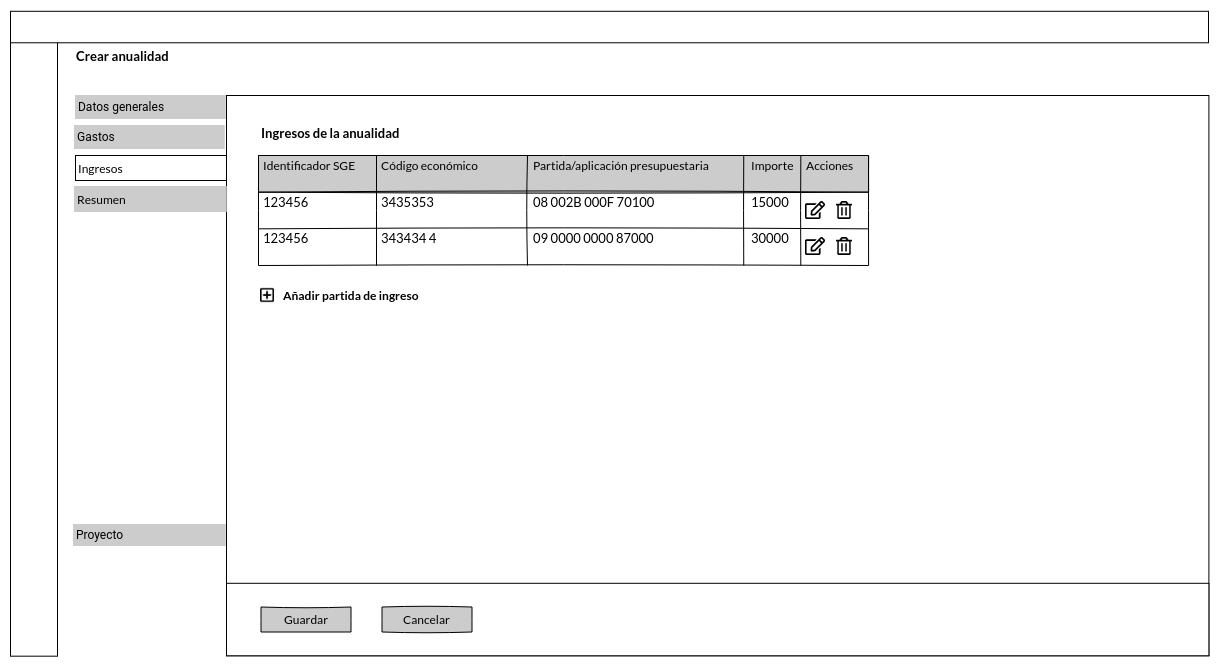 Crear anualidad
Datos generales
Gastos
Ingresos
Resumen
Proyecto
Ingresos de la anualidad
Identificador SGE Código económico Partida/aplicación presupuestaria Importe Acciones
123456 3435353 08 002B 000F 70100 15000
123456 343434 4 09 0000 0000 87000 30000
Añadir partida de ingreso
Guardar Cancelar